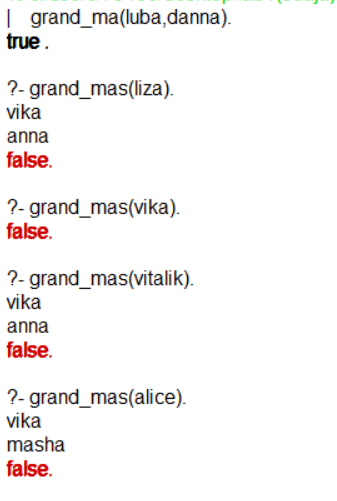 |   grand_ma(luba,danna).
true .
?- grand_mas(liza).
vika
anna
false.
?- grand_mas(vika).
false.
?- grand_mas(vitalik).
vika
anna
false.
?- grand_mas(alice).
vika
masha
false.